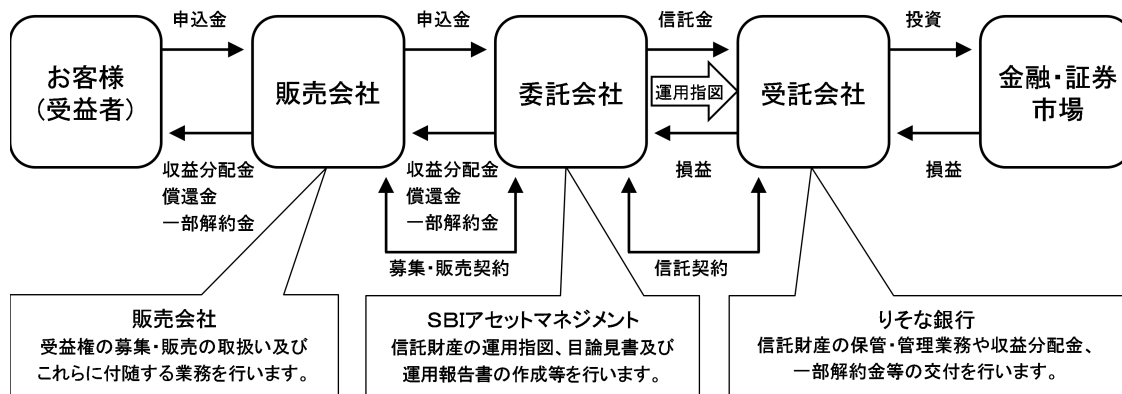 申込金
申込金
信託金
投資
お客様
(受益者)
販売会社
委託会社
運用指図
受託会社
金融・証券
市場
収益分配金
償還金
一部解約金
収益分配金
償還金
一部解約金
損益
損益
募集・販売契約
信託契約
販売会社
受益権の募集・販売の取扱い及び
これらに付随する業務を行います。
SBIアセットマネジメント
信託財産の運用指図、目論見書及び
運用報告書の作成等を行います。
りそな銀行
信託財産の保管・管理業務や収益分配金、
一部解約金等の交付を行います。